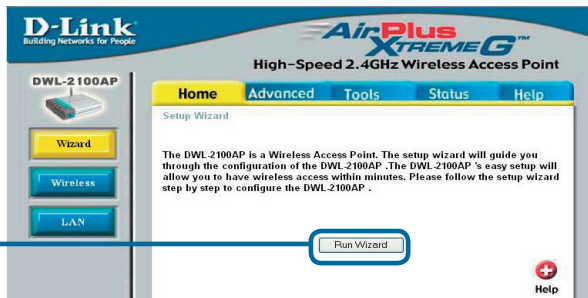 D-Link
Building Networks for People
AirPlus
XTREME G™
High-Speed 2.4GHz Wireless Access Point
DWL-2100AP
Home Advanced Tools Status Help
Setup Wizard
Wizard
Wireless
LAN
The DWL-2100AP is a Wireless Access Point. The setup wizard will guide you
through the configuration of the DWL-2100AP .The DWL-2100AP 's easy setup will
allow you to have wireless access within minutes. Please follow the setup wizard
step by step to configure the DWL-2100AP .
Run Wizard
Help